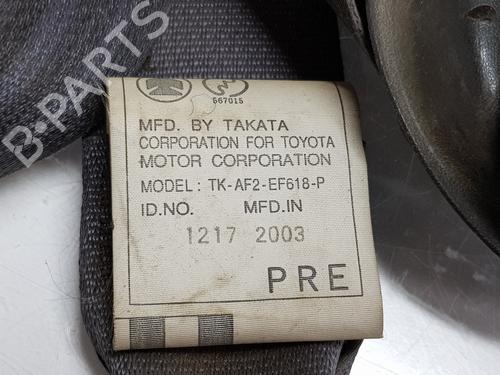 B-PARTS
567015
MFD. BY TAKATA
CORPORATION FOR TOYOTA
MOTOR CORPORATION
MODEL : TK-AF2-EF618-P
ID.NO. MFD.IN
1217 2003
PRE